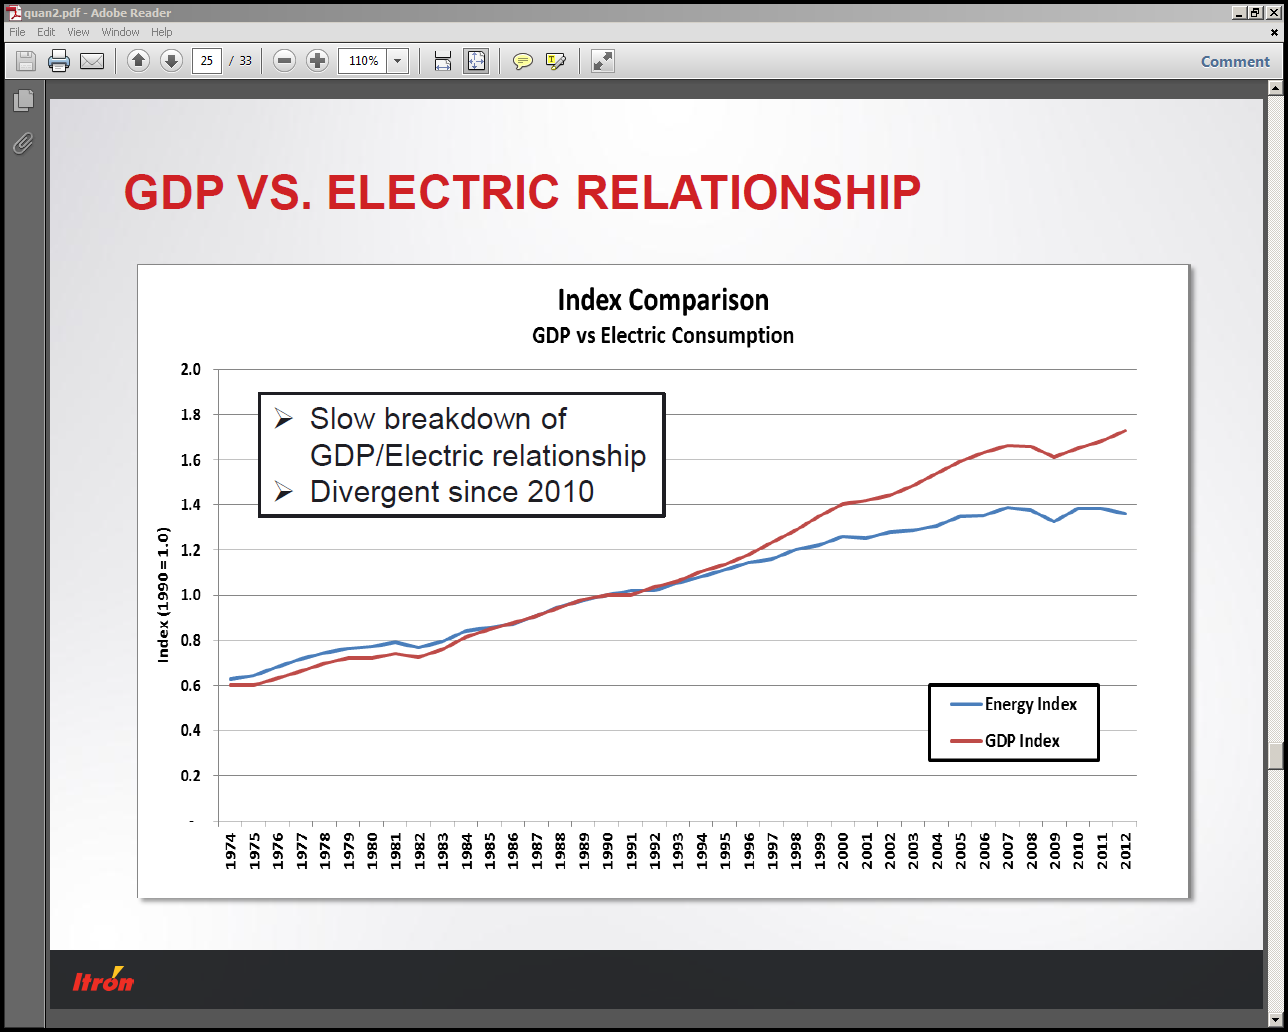 quan2.pdf - Adobe Reader
File Edit View Window Help
25 / 33 110% Comment
GDP VS. ELECTRIC RELATIONSHIP
Index Comparison
GDP vs Electric Consumption
➢ Slow breakdown of
GDP/Electric relationship
➢ Divergent since 2010
Index (1990 = 1.0)
2.0
1.8
1.6
1.4
1.2
1.0
0.8
0.6
0.4
0.2
-
Energy Index
GDP Index
1974 1975 1976 1977 1978 1979 1980 1981 1982 1983 1984 1985 1986 1987 1988 1989 1990 1991 1992 1993 1994 1995 1996 1997 1998 1999 2000 2001 2002 2003 2004 2005 2006 2007 2008 2009 2010 2011 2012
Itron